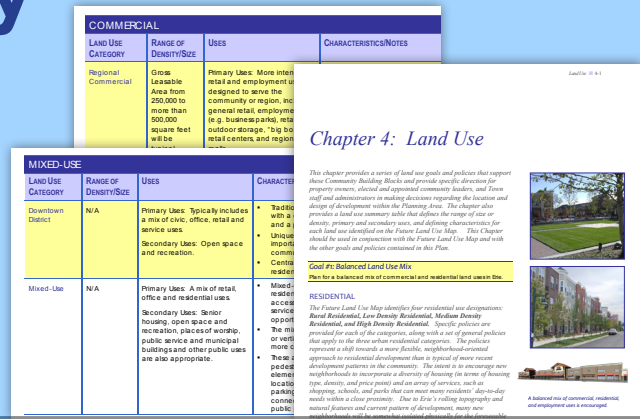 y
COMMERCIAL
LAND USE
CATEGORY
RANGE OF
DENSITY/SIZE
USES
CHARACTERISTICS/NOTES
Regional
Commercial
Gross
Leasable
Area from
250,000 to
more than
500,000
square feet
will be
Primary Uses: More
retail and employment
designed to serve the
community or region,
general retail,
(e.g. business parks),
outdoor storage, "big
retail centers, and
MIXED-USE
LAND USE
CATEGORY
RANGE OF
DENSITY/SIZE
USES
Downtown
District
N/A
Primary Uses: Typically includes
a mix of civic, office, retail and
service uses.
Secondary Uses: Open space
and recreation.
• 
with a
and a
• Unique
• 
Mixed-Use
N/A
Primary Uses: A mix of retail,
office and residential uses.
Secondary Uses: Senior
housing, open space and
recreation, places of worship,
public service and municipal
buildings and other public uses
are also appropriate.
• Mixed-
• The
or
more
• These
public
Land Use 4-1
Chapter 4: Land Use
This chapter provides a series of land use goals and policies that support
these Community Building Blocks and provide specific direction for
property owners, elected and appointed community leaders, and Town
staff and administrators in making decisions regarding the location and
design of development within the Planning Area. The chapter also
provides a land use summary table that defines the range of size or
density, primary and secondary uses, and defining characteristics for
each land use identified on the Future Land Use Map. This Chapter
should be used in conjunction with the Future Land Use Map and with
the other goals and policies contained in this Plan.
Goal #1: Balanced Land Use Mix
Plan for a balanced mix of commercial and residential land uses in Erie.
RESIDENTIAL
The Future Land Use Map identifies four residential use designations:
Rural Residential, Low Density Residential, Medium Density
Residential, and High Density Residential. Specific policies are
provided for each of the categories, along with a set of general policies
that apply to the three urban residential categories. The policies
represent a shift towards a more flexible, neighborhood-oriented
approach to residential development than is typical of more recent
development patterns in the community. The intent is to encourage new
neighborhoods to incorporate a diversity of housing (in terms of housing
type, density, and price point) and an array of services, such as
shopping, schools, and parks that can meet many residents' day-to-day
needs within a close proximity. Due to Erie's rolling topography and
natural features and current pattern of development, many new
A balance mix of commercial, residential,
and employment uses is encouraged.